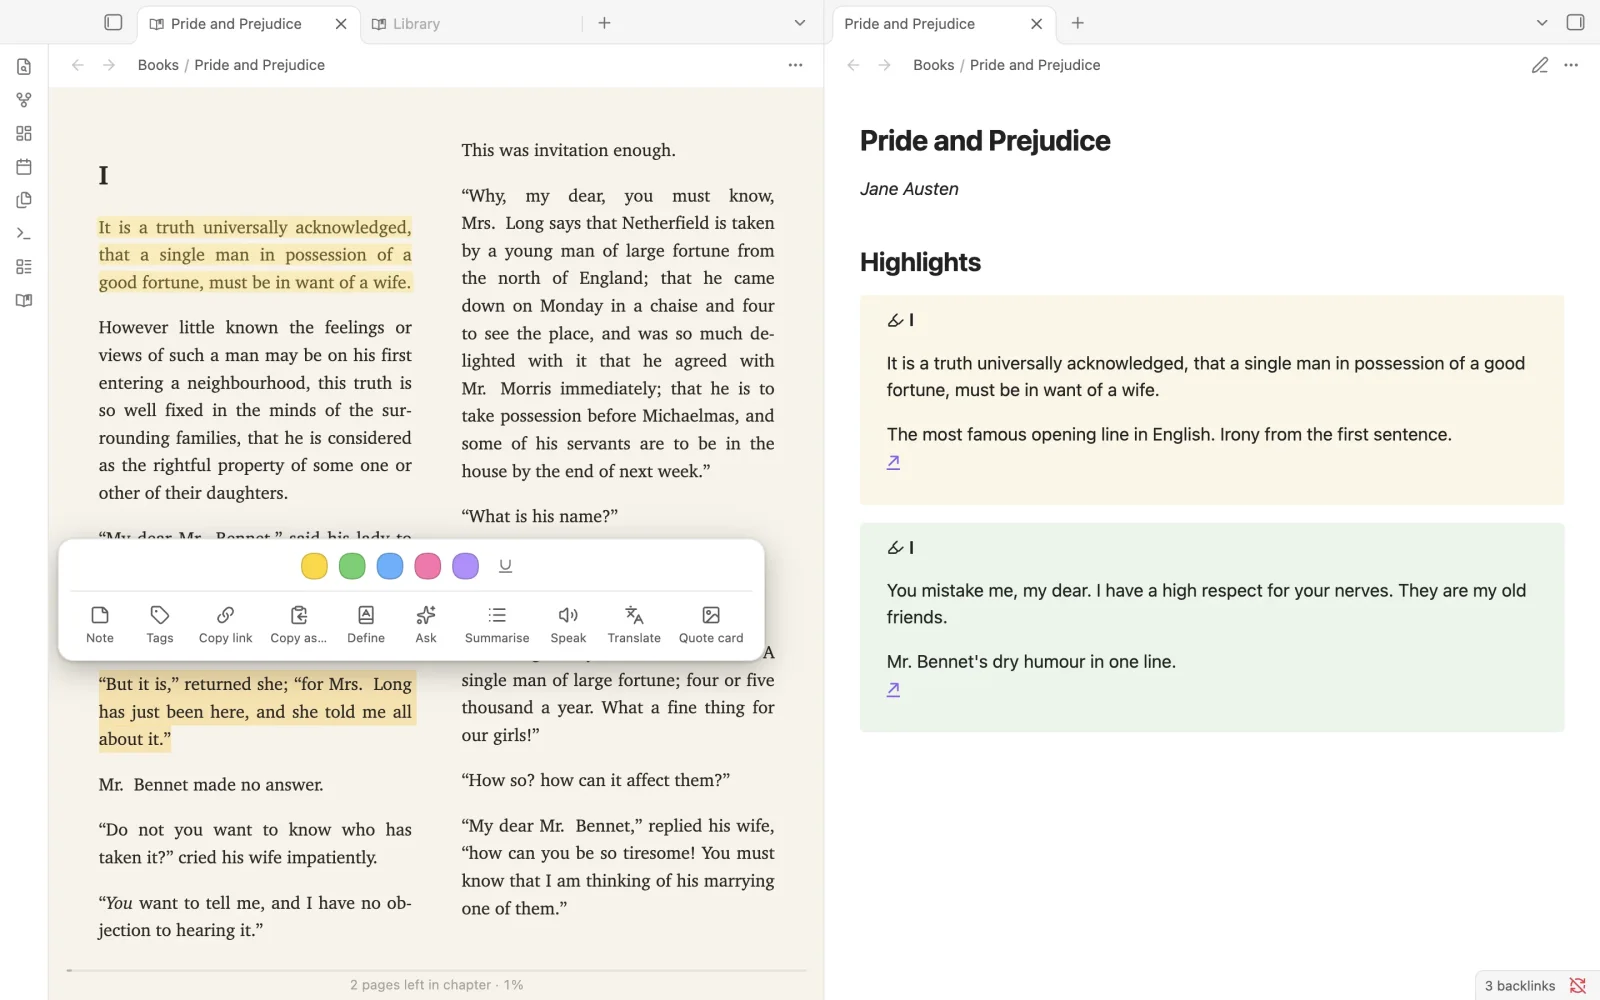 Pride and Prejudice
Library
Pride and Prejudice
Books / Pride and Prejudice
Books / Pride and Prejudice
I
It is a truth universally acknowledged,
that a single man in possession of a
good fortune, must be in want of a wife.
However little known the feelings or
views of such a man may be on his first
entering a neighbourhood, this truth is
so well fixed in the minds of the sur-
rounding families, that he is considered
as the rightful property of some one or
other of their daughters.
“My dear Mr. Bennet,” said his lady to
Note
Tags
Copy link
Copy as...
Define
Ask
Summarise
Speak
Translate
Quote card
“But it is,” returned she; “for Mrs. Long
has just been here, and she told me all
about it.”
Mr. Bennet made no answer.
“Do not you want to know who has
taken it?” cried his wife impatiently.
“You want to tell me, and I have no ob-
jection to hearing it.”
This was invitation enough.
“Why, my dear, you must know,
Mrs. Long says that Netherfield is taken
by a young man of large fortune from
the north of England; that he came
down on Monday in a chaise and four
to see the place, and was so much de-
lighted with it that he agreed with
Mr. Morris immediately; that he is to
take possession before Michaelmas, and
some of his servants are to be in the
house by the end of next week.”
“What is his name?”
A
single man of large fortune; four or five
thousand a year. What a fine thing for
our girls!”
“How so? how can it affect them?”
“My dear Mr. Bennet,” replied his wife,
“how can you be so tiresome! You must
know that I am thinking of his marrying
one of them.”
2 pages left in chapter · 1%
Pride and Prejudice
Jane Austen
Highlights
I
It is a truth universally acknowledged, that a single man in possession of a good
fortune, must be in want of a wife.
The most famous opening line in English. Irony from the first sentence.
I
You mistake me, my dear. I have a high respect for your nerves. They are my old
friends.
Mr. Bennet's dry humour in one line.
3 backlinks